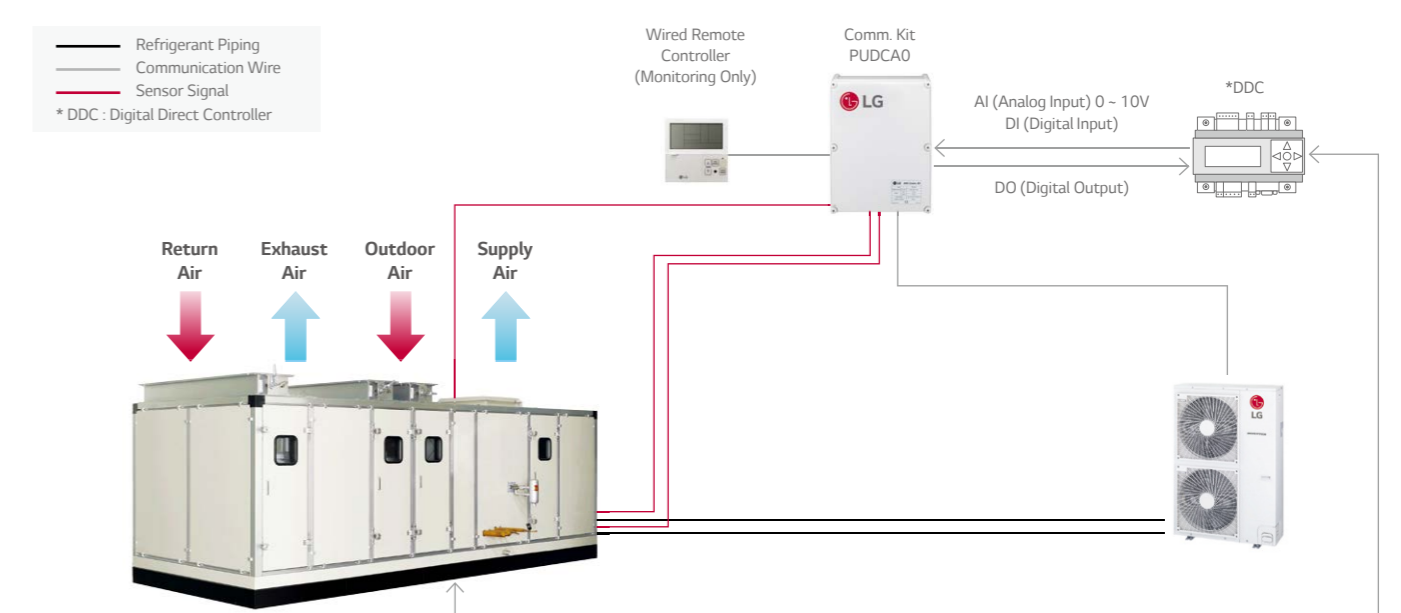 Refrigerant Piping
Communication Wire
Sensor Signal
* DDC : Digital Direct Controller
Wired Remote
Controller
(Monitoring Only)
Comm. Kit
PUDCA0
LG
AI (Analog Input) 0 ~ 10V
DI (Digital Input)
*DDC
DO (Digital Output)
Return
Air
Exhaust
Air
Outdoor
Air
Supply
Air
LG